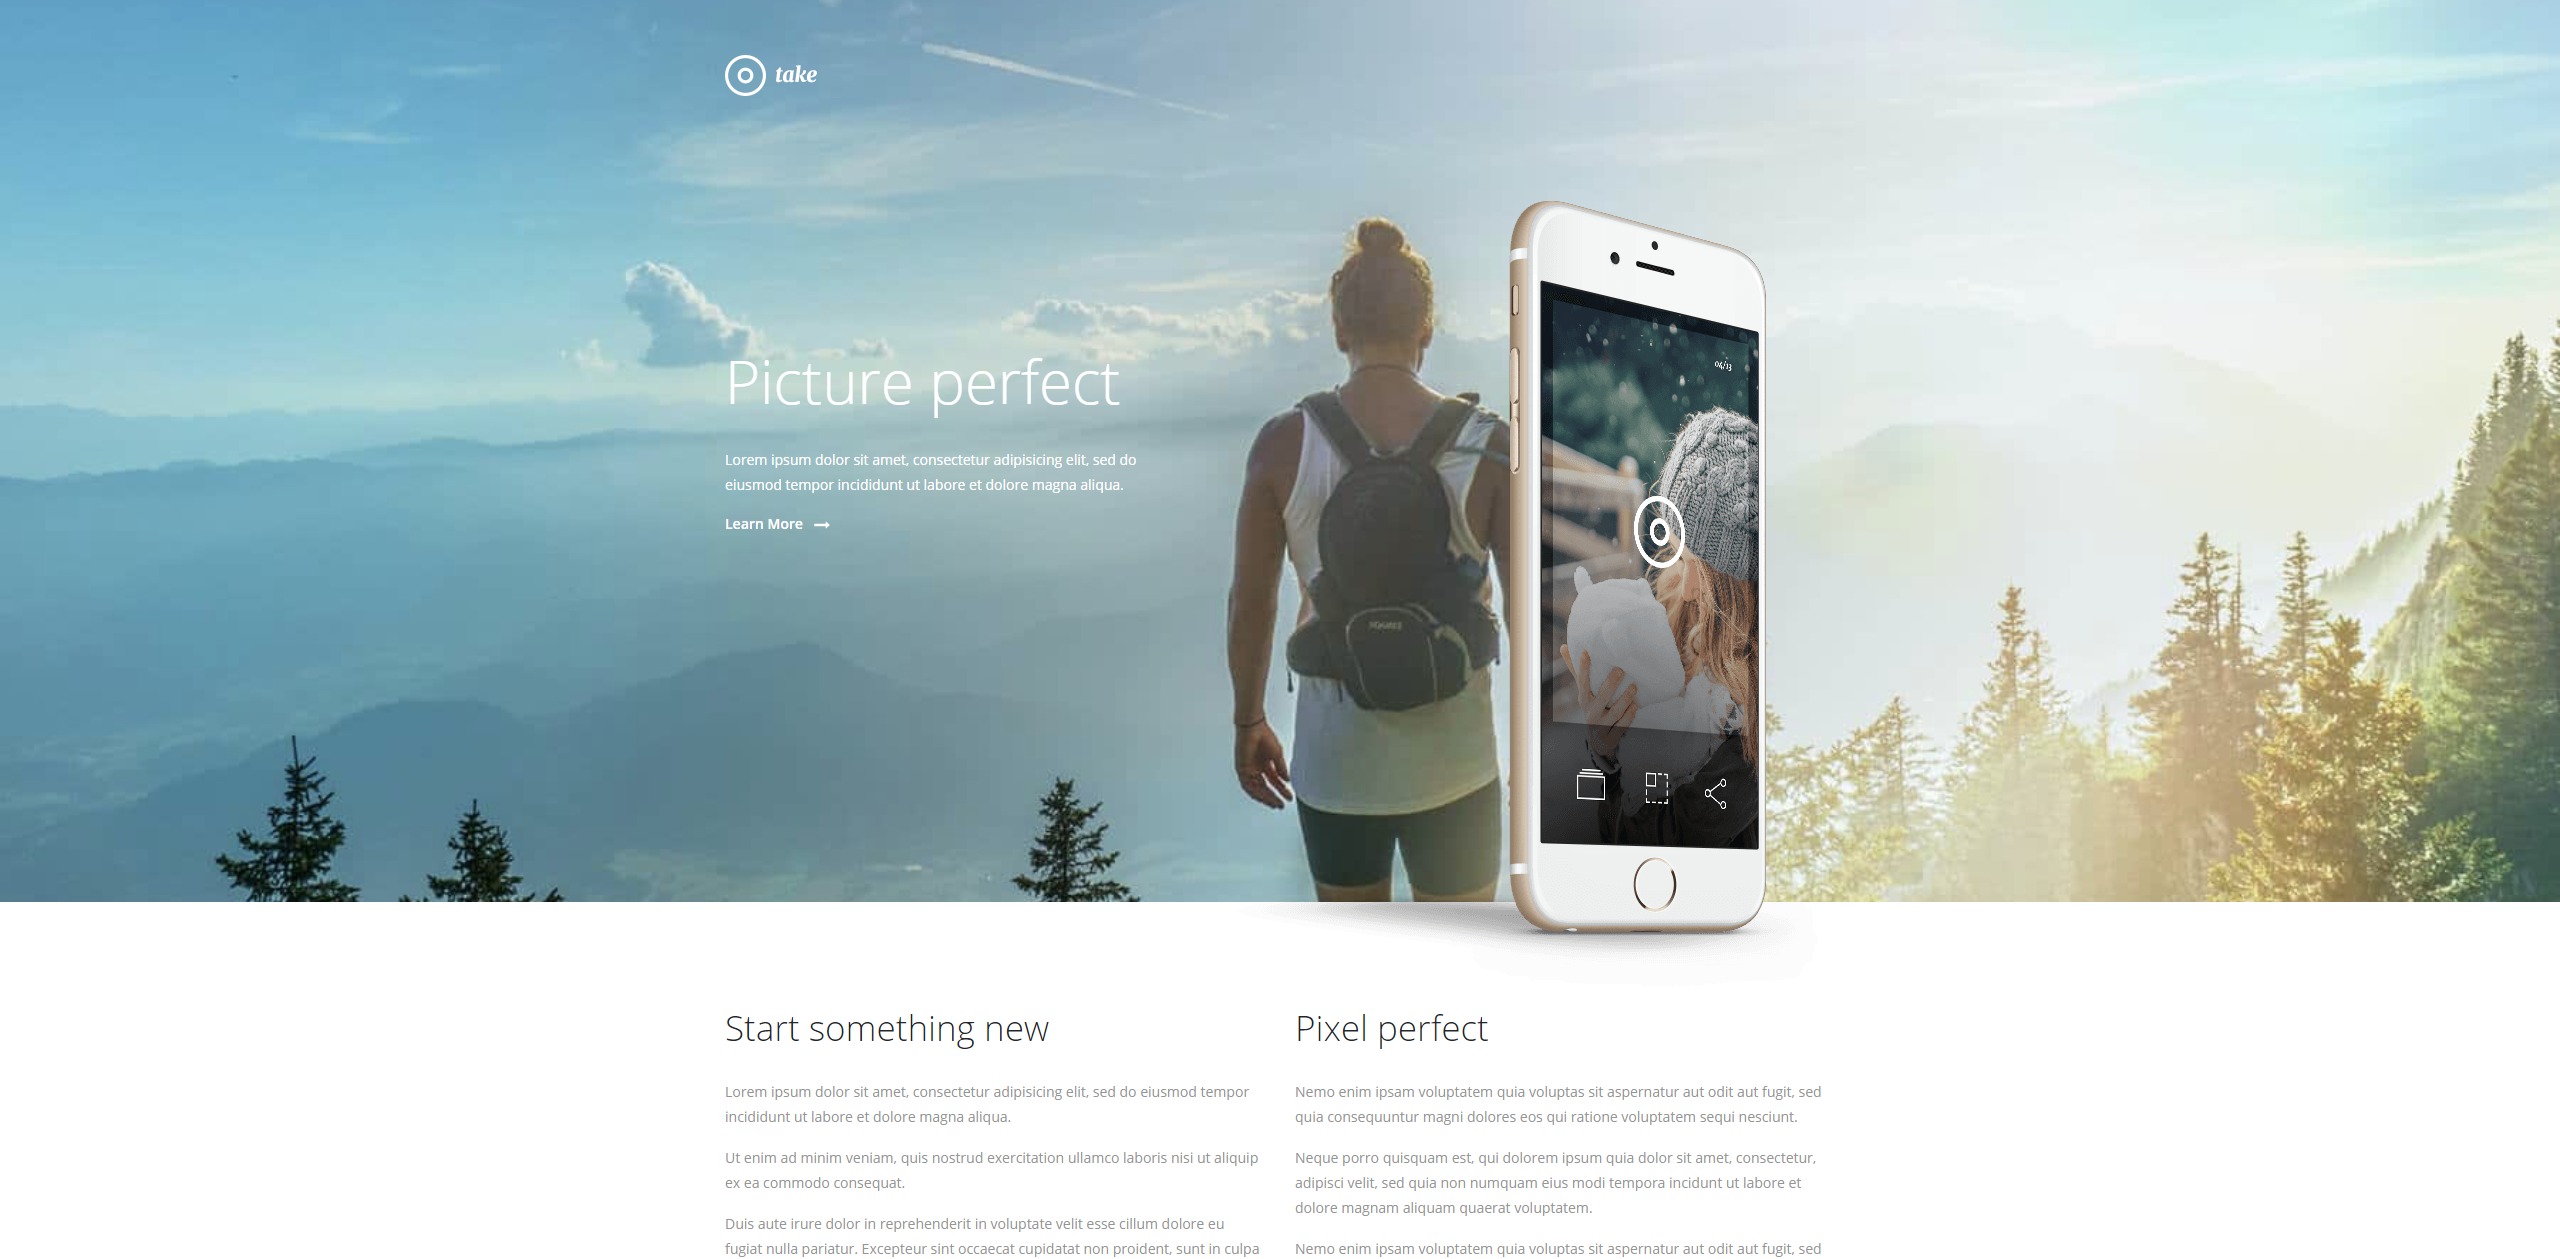 take
Picture perfect
Lorem ipsum dolor sit amet, consectetur adipisicing elit, sed do
eiusmod tempor incididunt ut labore et dolore magna aliqua.
Learn More
04/13
Start something new
Lorem ipsum dolor sit amet, consectetur adipisicing elit, sed do eiusmod tempor
incididunt ut labore et dolore magna aliqua.
Ut enim ad minim veniam, quis nostrud exercitation ullamco laboris nisi ut aliquip
ex ea commodo consequat.
Duis aute irure dolor in reprehenderit in voluptate velit esse cillum dolore eu
fugiat nulla pariatur. Excepteur sint occaecat cupidatat non proident, sunt in culpa
Pixel perfect
Nemo enim ipsam voluptatem quia voluptas sit aspernatur aut odit aut fugit, sed
quia consequuntur magni dolores eos qui ratione voluptatem sequi nesciunt.
Neque porro quisquam est, qui dolorem ipsum quia dolor sit amet, consectetur,
adipisci velit, sed quia non numquam eius modi tempora incidunt ut labore et
dolore magnam aliquam quaerat voluptatem.
Nemo enim ipsam voluptatem quia voluptas sit aspernatur aut odit aut fugit, sed